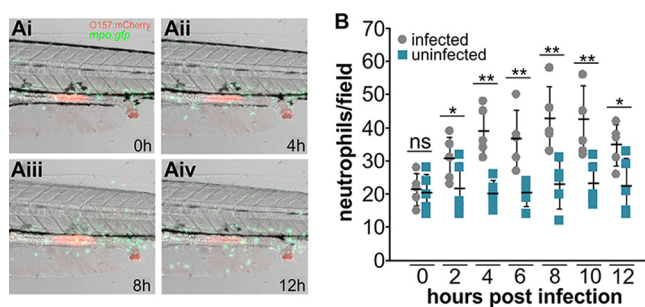 Ai
O157:mCherry
mpo:gfp
0h
Aii
4h
Aiii
8h
Aiv
12h
B
infected
uninfected
neutrophils/field
70
60
50
40
30
20
10
0
ns
*
**
**
**
**
*
0 2 4 6 8 10 12
hours post infection